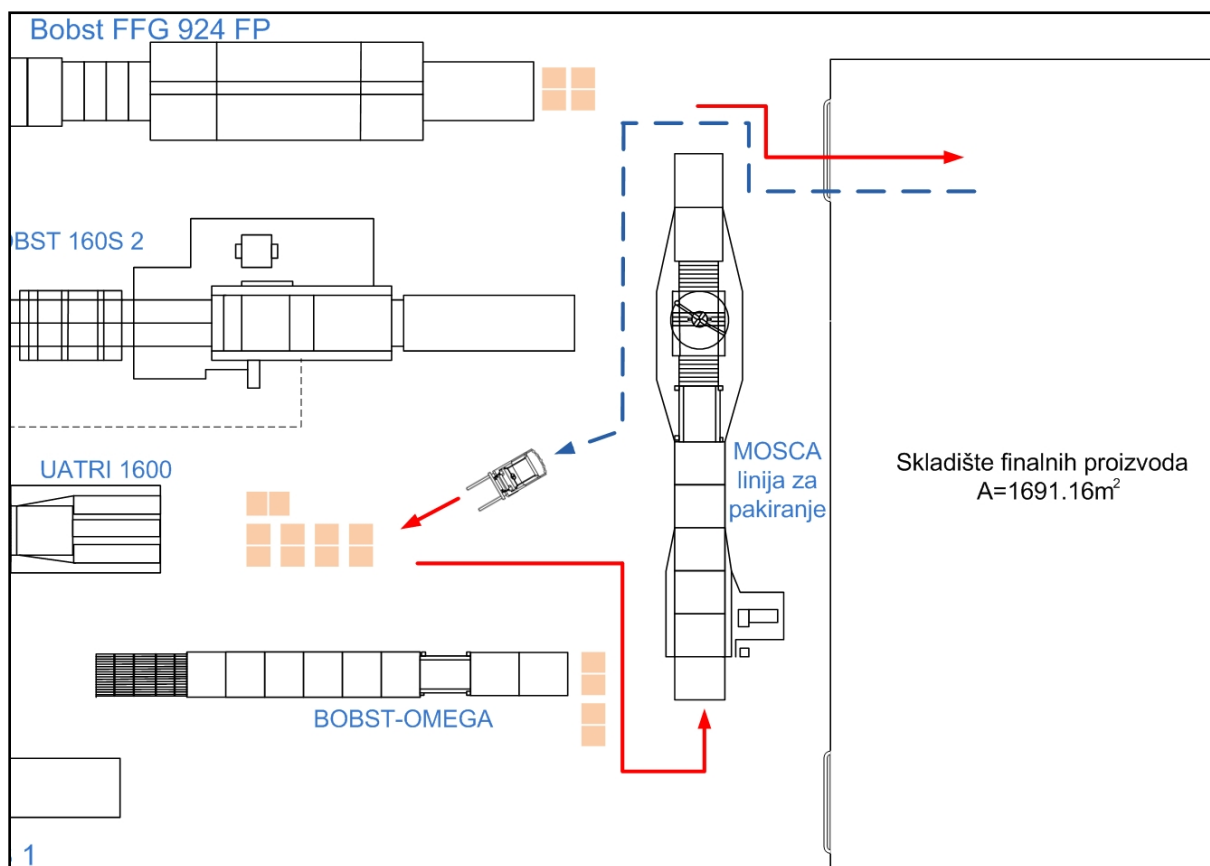 Bobst FFG 924 FP
OBST 160S 2
UATRI 1600
MOSCA
linija za
pakiranje
Skladište finalnih proizvoda
A=1691.16m²
BOBST-OMEGA
1